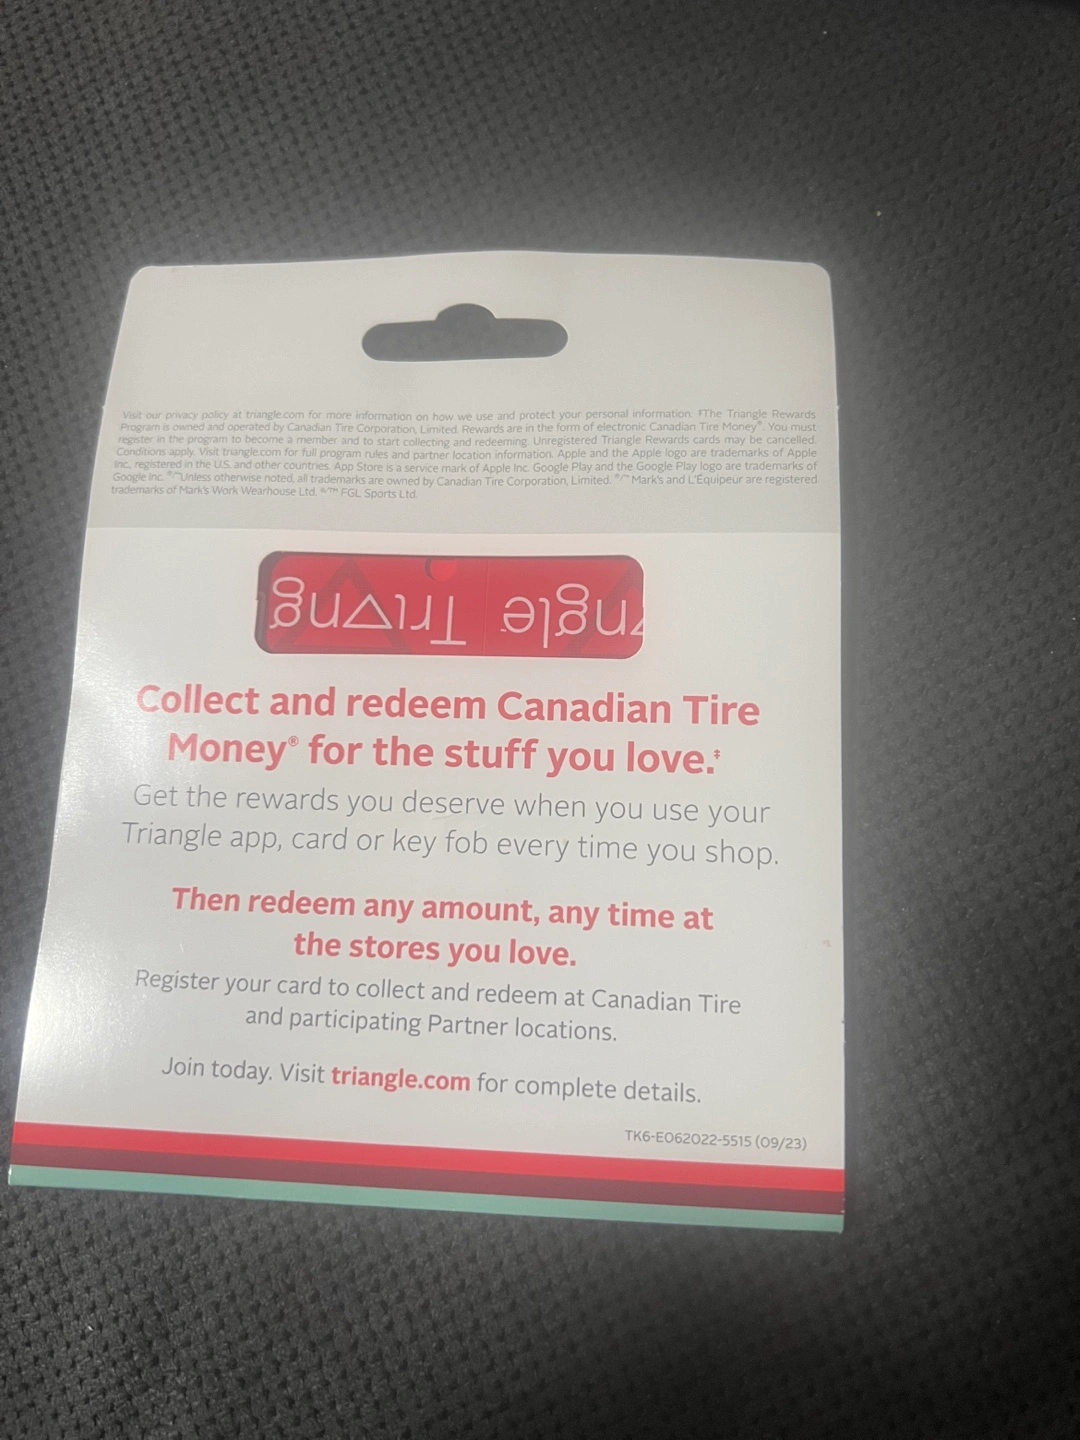 Visit our privacy policy at triangle.com for more information on how we use and protect your personal information. ‡The Triangle Rewards
Program is owned and operated by Canadian Tire Corporation, Limited. Rewards are in the form of electronic Canadian Tire Money®. You must
register in the program to become a member and to start collecting and redeeming. Unregistered Triangle Rewards cards may be cancelled.
Conditions apply. Visit triangle.com for full program rules and partner location information. Apple and the Apple logo are trademarks of Apple
Inc., registered in the U.S. and other countries. App Store is a service mark of Apple Inc. Google Play and the Google Play logo are trademarks of
Google Inc. ®/™Unless otherwise noted, all trademarks are owned by Canadian Tire Corporation, Limited. ®/™ Mark's and L'Équipeur are registered
trademarks of Mark's Work Wearhouse Ltd. ®/™ FGL Sports Ltd.
Triang
ngle
Collect and redeem Canadian Tire
Money® for the stuff you love.‡
Get the rewards you deserve when you use your
Triangle app, card or key fob every time you shop.
Then redeem any amount, any time at
the stores you love.
Register your card to collect and redeem at Canadian Tire
and participating Partner locations.
Join today. Visit triangle.com for complete details.
TK6-E062022-5515 (09/23)